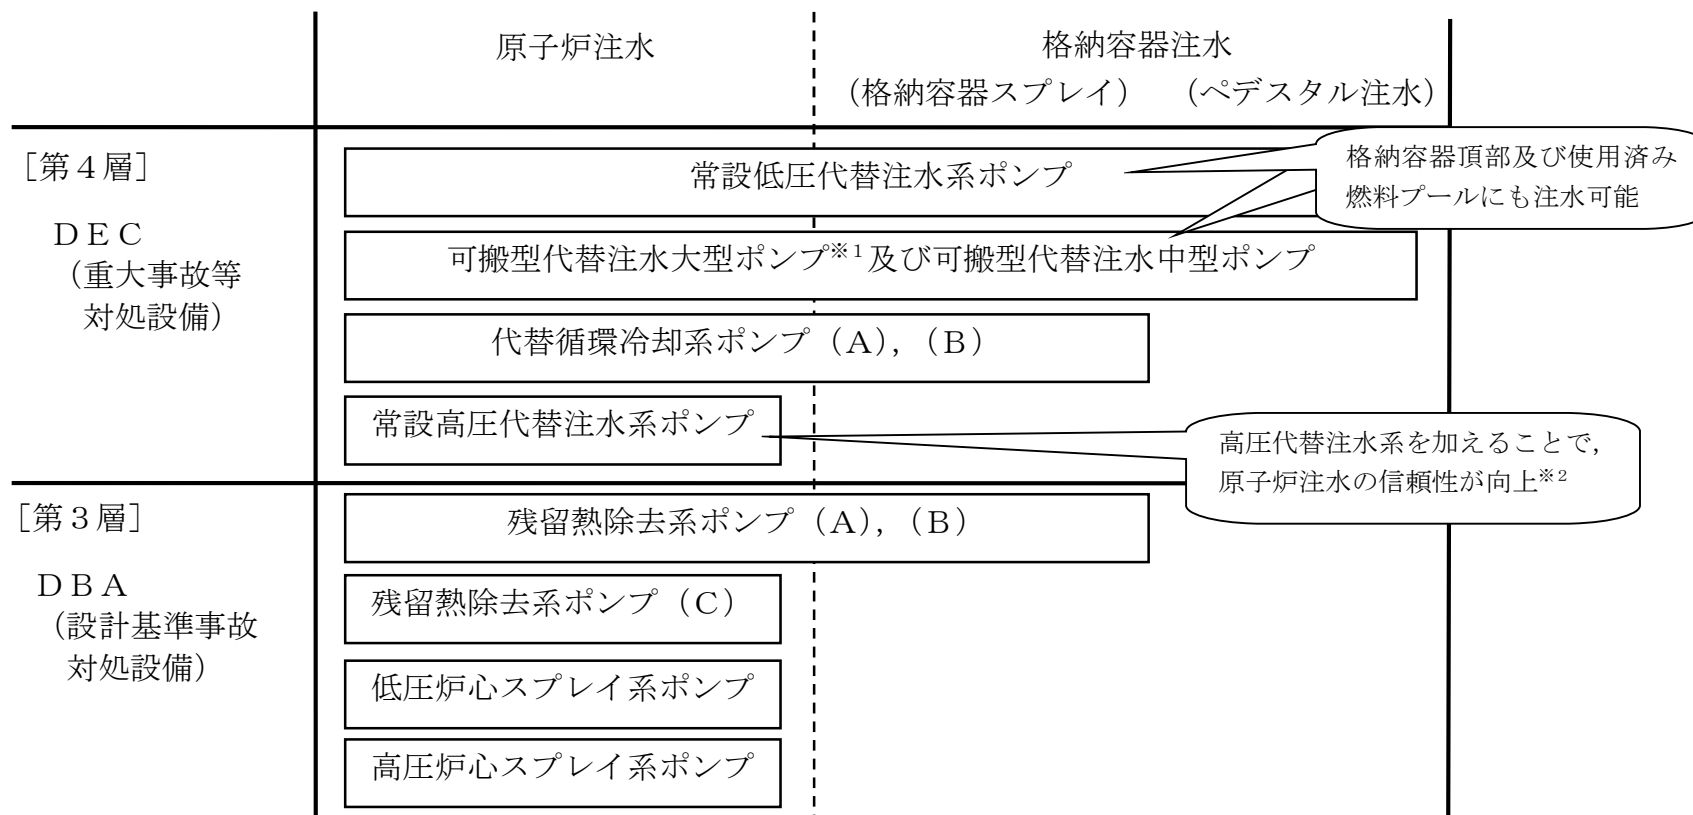 原子炉注水
格納容器注水
（格納容器スプレイ）　（ペデスタル注水）
［第４層］
ＤＥＣ
（重大事故等
対処設備）
常設低圧代替注水系ポンプ
格納容器頂部及び使用済み
燃料プールにも注水可能
可搬型代替注水大型ポンプ※1及び可搬型代替注水中型ポンプ
代替循環冷却系ポンプ（Ａ），（Ｂ）
常設高圧代替注水系ポンプ
高圧代替注水系を加えることで，
原子炉注水の信頼性が向上※2
［第３層］
ＤＢＡ
（設計基準事故
対処設備）
残留熱除去系ポンプ（Ａ），（Ｂ）
残留熱除去系ポンプ（Ｃ）
低圧炉心スプレイ系ポンプ
高圧炉心スプレイ系ポンプ